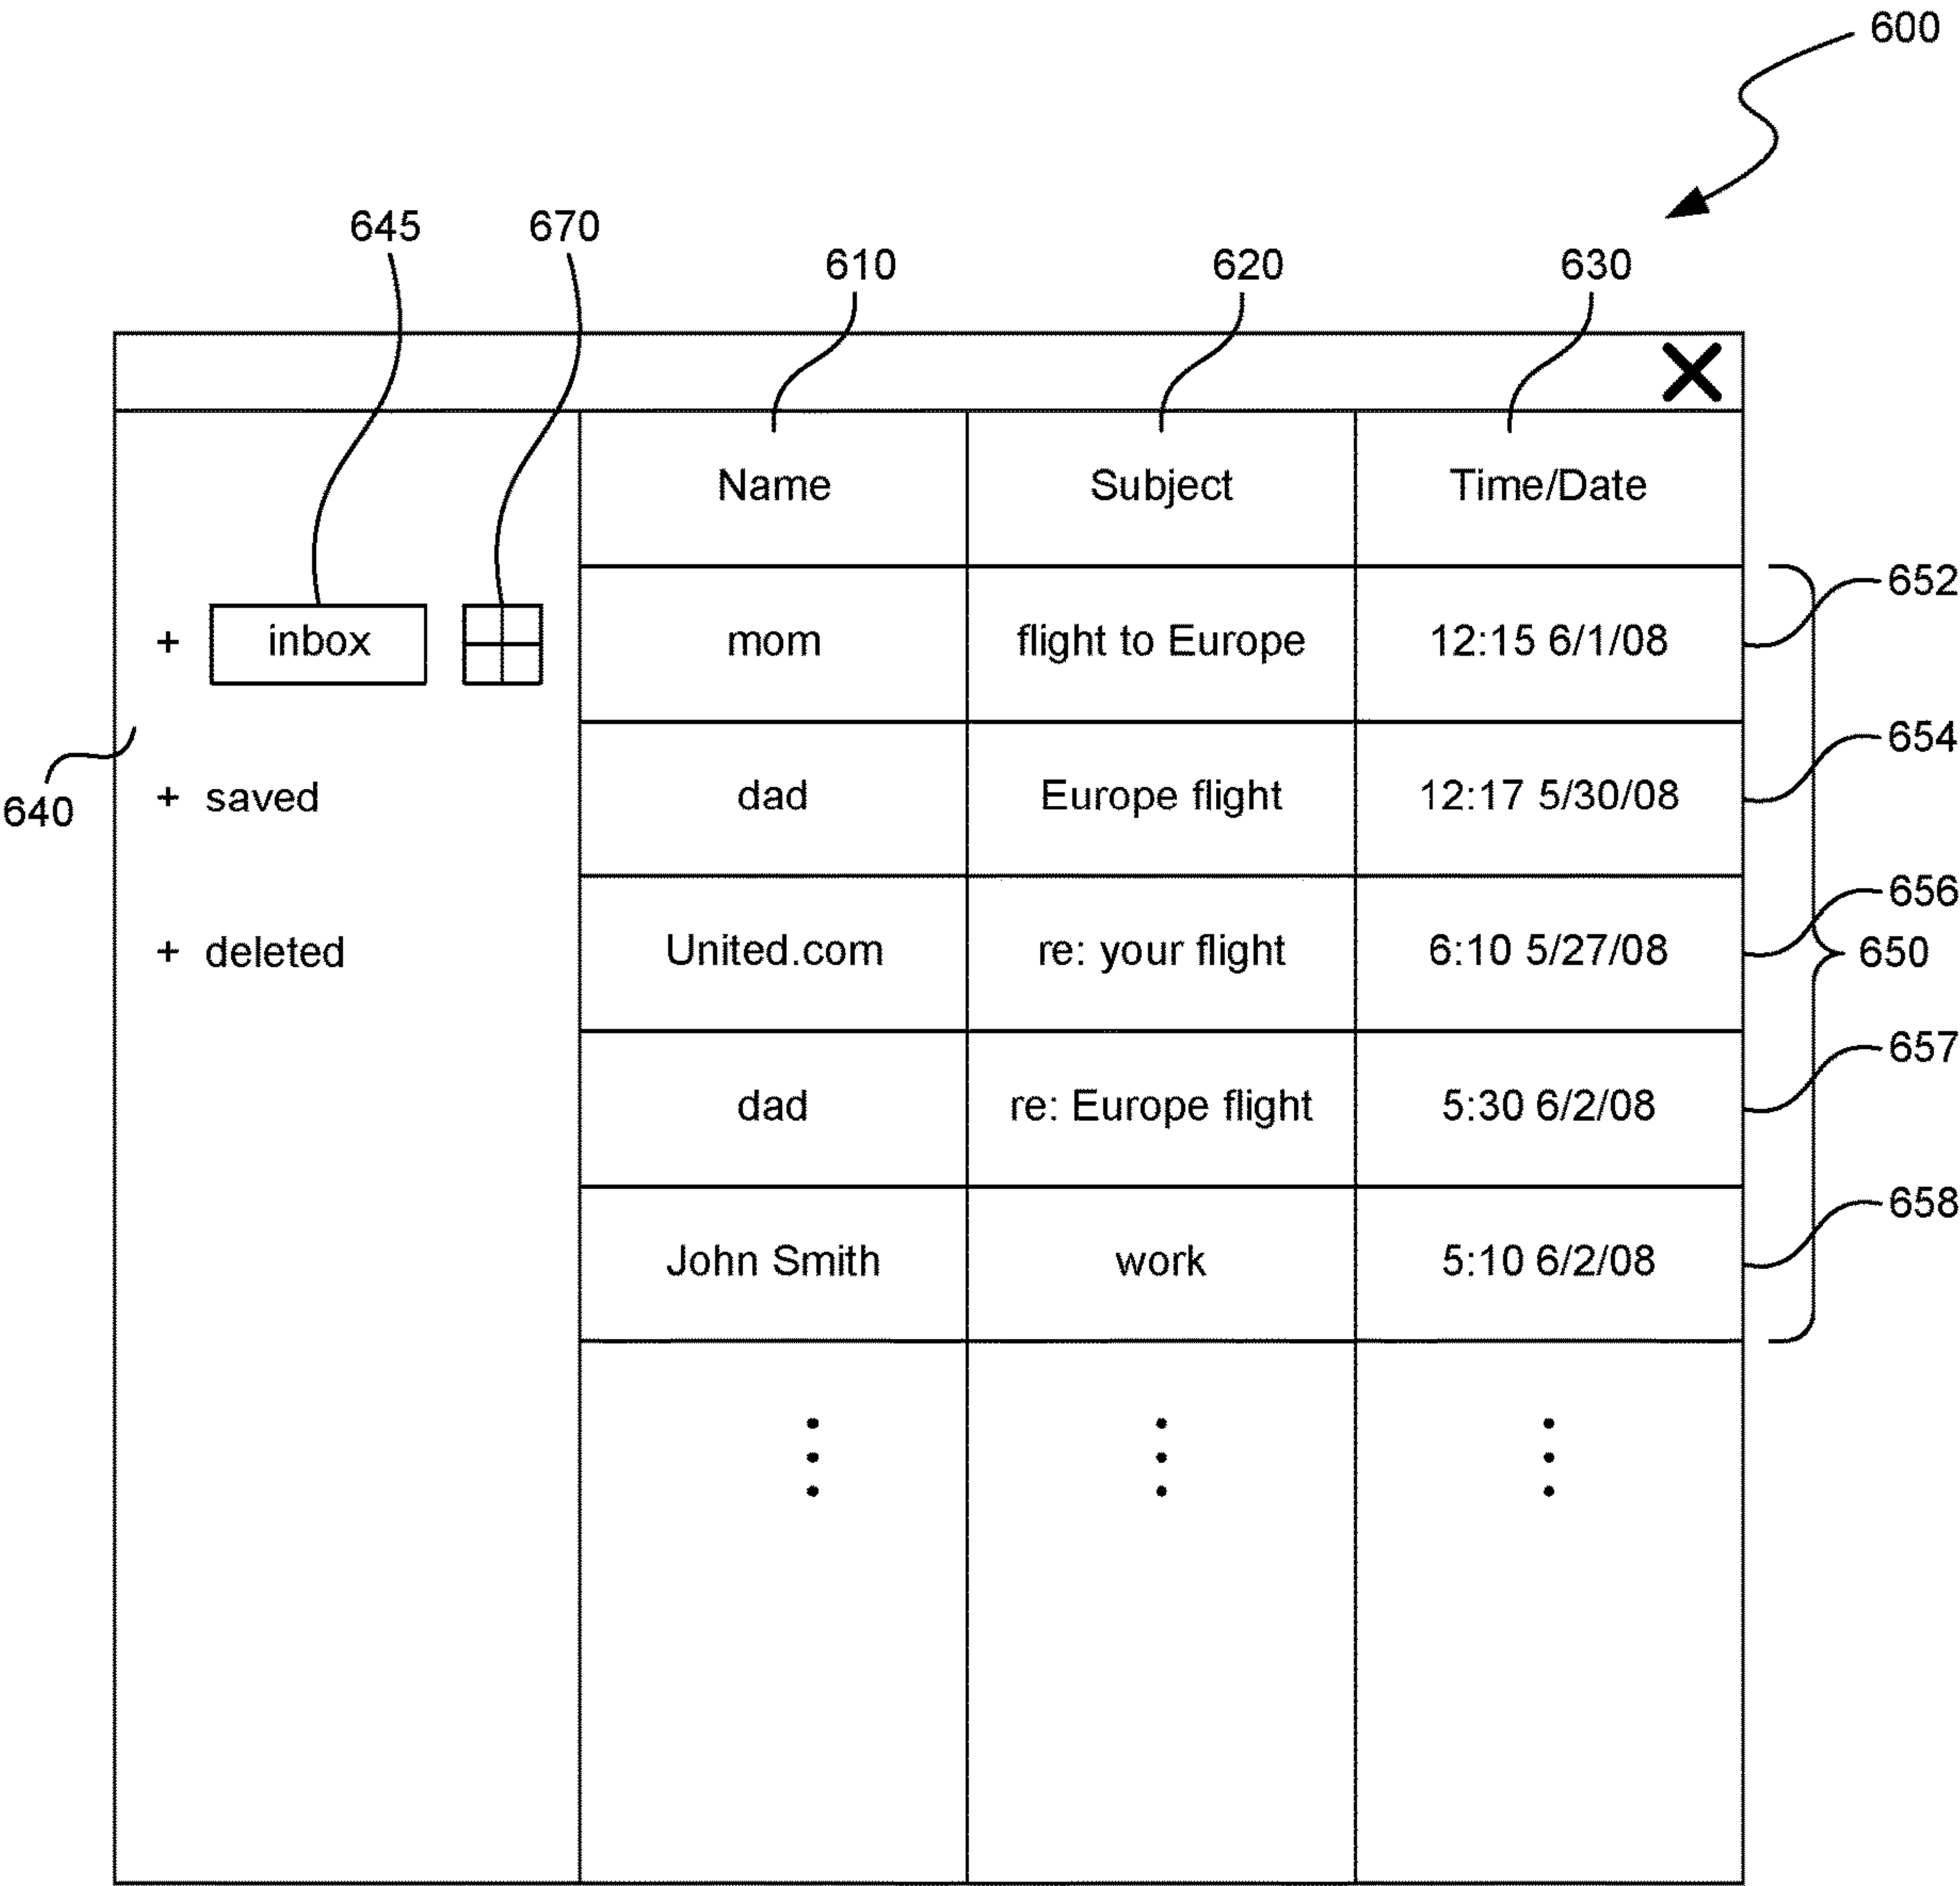 600
645 670 610 620 630
Name Subject Time/Date
+ inbox mom flight to Europe 12:15 6/1/08 652
640 + saved dad Europe flight 12:17 5/30/08 654
+ deleted United.com re: your flight 6:10 5/27/08 656
650
dad re: Europe flight 5:30 6/2/08 657
John Smith work 5:10 6/2/08 658